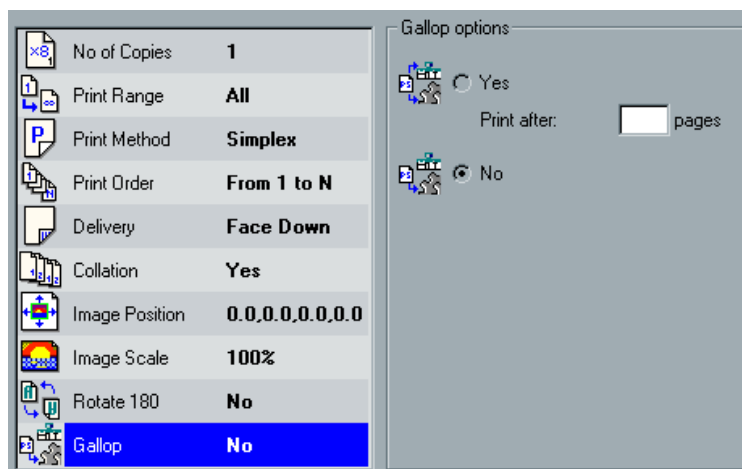 No of Copies 1
Print Range All
Print Method Simplex
Print Order From 1 to N
Delivery Face Down
Collation Yes
Image Position 0.0,0.0,0.0,0.0
Image Scale 100%
Rotate 180 No
Gallop No
Gallop options
Yes
Print after: pages
No